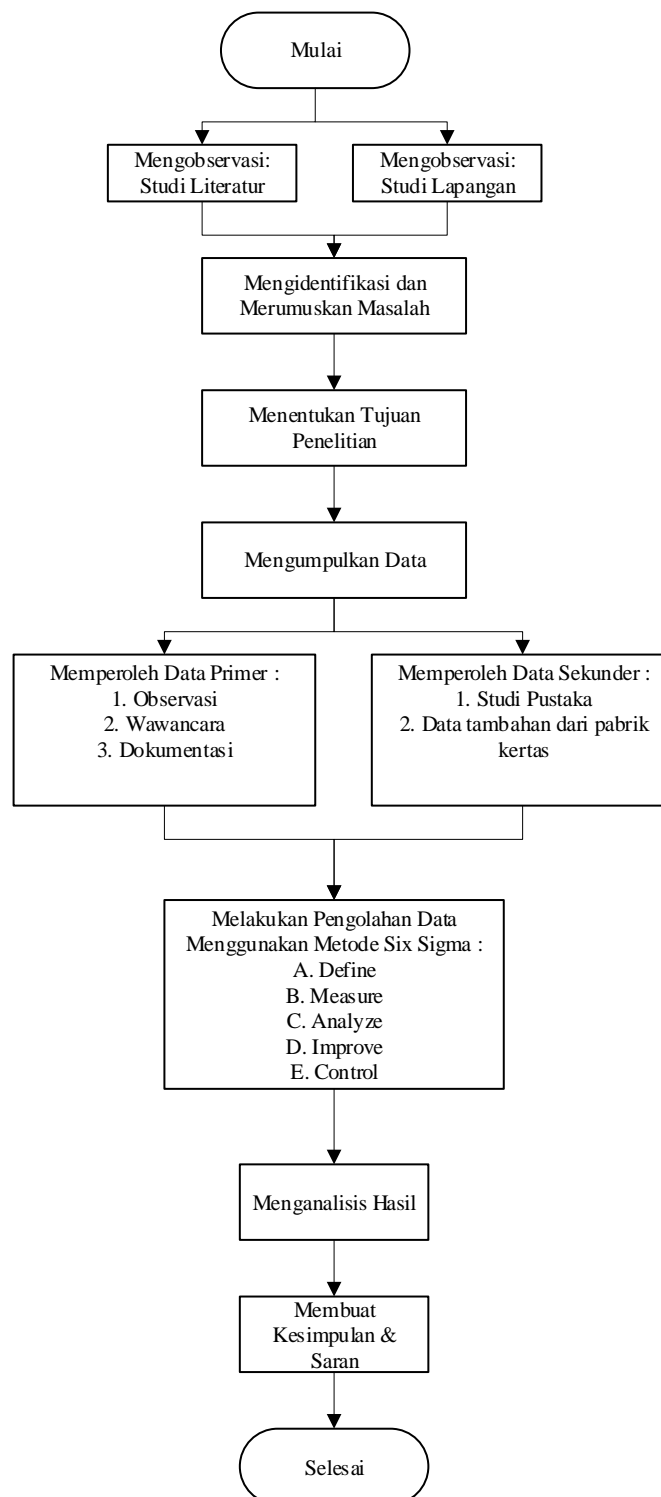 Mulai
Mengobservasi:
Studi Literatur
Mengobservasi:
Studi Lapangan
Mengidentifikasi dan
Merumuskan Masalah
Menentukan Tujuan
Penelitian
Mengumpulkan Data
Memperoleh Data Primer :
1. Observasi
2. Wawancara
3. Dokumentasi
Memperoleh Data Sekunder :
1. Studi Pustaka
2. Data tambahan dari pabrik
kertas
Melakukan Pengolahan Data
Menggunakan Metode Six Sigma :
A. Define
B. Measure
C. Analyze
D. Improve
E. Control
Menganalisis Hasil
Membuat
Kesimpulan &
Saran
Selesai